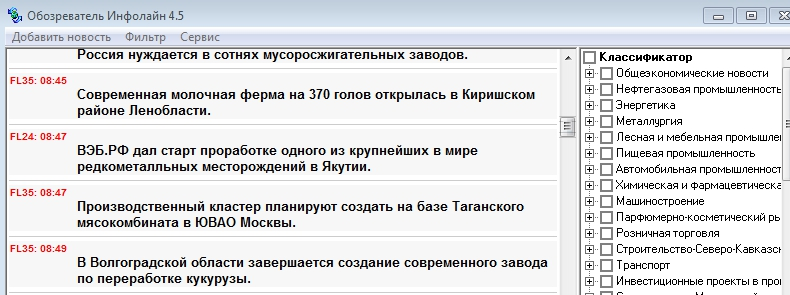 Обозреватель Инфолайн 4.5
Добавить новость Фильтр Сервис
Россия нуждается в сотнях мусоросжигательных заводов.
FL35: 08:45
Современная молочная ферма на 370 голов открылась в Киришском
районе Ленобласти.
FL24: 08:47
ВЭБ.РФ дал старт проработке одного из крупнейших в мире
редкометалльных месторождений в Якутии.
FL35: 08:47
Производственный кластер планируют создать на базе Таганского
мясокомбината в ЮВАО Москвы.
FL35: 08:49
В Волгоградской области завершается создание современного завода
по переработке кукурузы.
Классификатор
Общеэкономические новости
Нефтегазовая промышленность
Энергетика
Металлургия
Лесная и мебельная промышлен
Пищевая промышленность
Автомобильная промышленност
Химическая и фармацевтическа
Машиностроение
Парфюмерно-косметический ры
Розничная торговля
Строительство-Северо-Кавказск
Транспорт
Инвестиционные проекты в про